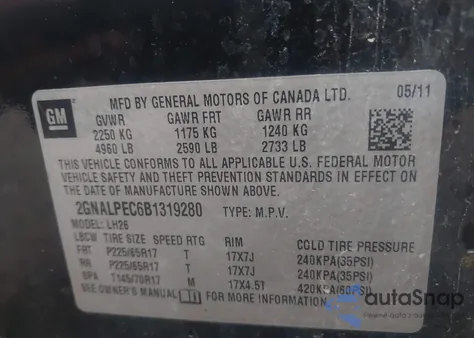 GM
MFD BY GENERAL MOTORS OF CANADA LTD. 05/11
GVWR GAWR FRT GAWR RR
2250 KG 1175 KG 1240 KG
4960 LB 2590 LB 2733 LB
THIS VEHICLE CONFORMS TO ALL APPLICABLE U.S. FEDERAL MOTOR
VEHICLE SAFETY AND THEFT PREVENTION STANDARDS IN EFFECT ON
THE DATE OF MANUFACTURE SHOWN ABOVE.
2GNALPEC6B1319280 TYPE: M.P.V.
MODEL: LH26
TIRE SIZE SPEED RTG RIM COLD TIRE PRESSURE
FRT P225/65R17 T 17X7J 240KPA(35PSI)
RR P225/65R17 T 17X7J 240KPA(35PSI)
SPA T145/70R17 M 17X4.5T 420KPA(60PSI)
SEE OWNER'S MANUAL
autoSnap